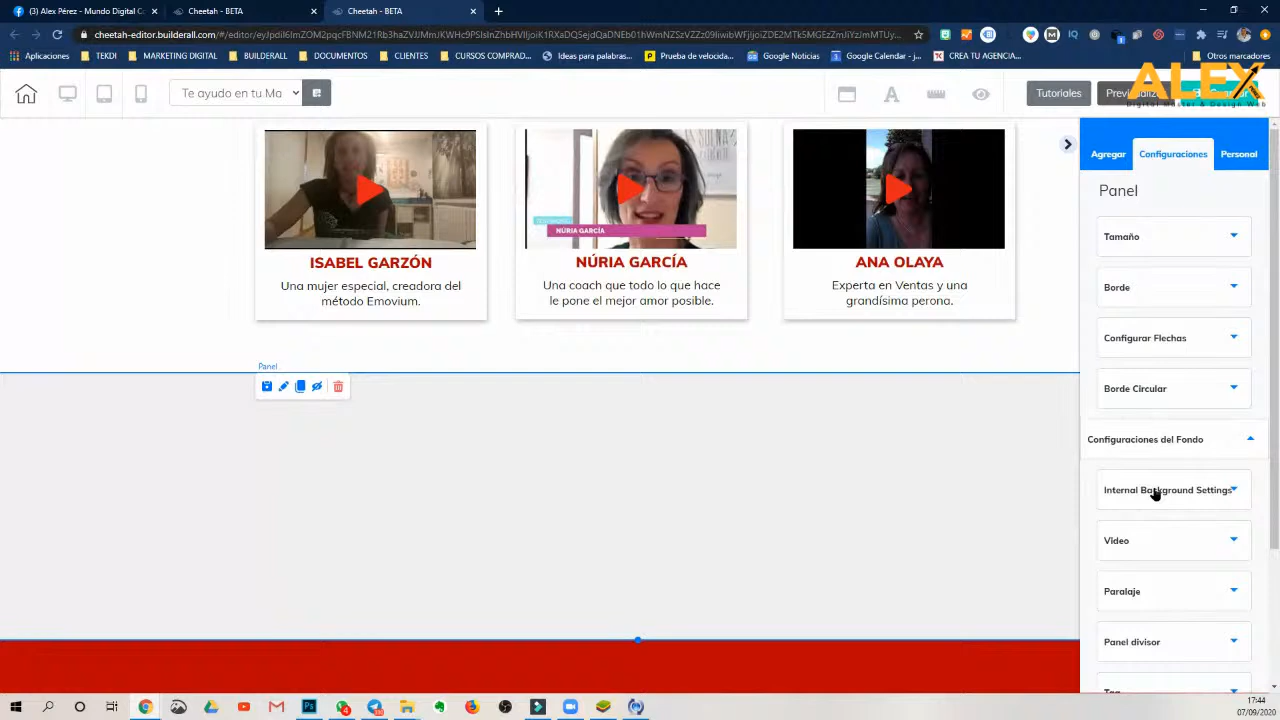 (3) Alex Pérez - Mundo Digital C
Cheetah - BETA
Cheetah - BETA
Aplicaciones
TEKDI
MARKETING DIGITAL
BUILDERALL
DOCUMENTOS
CLIENTES
CURSOS COMPRAD...
Ideas para palabras...
Prueba de velocida...
Google Noticias
Google Calendar - j...
CREA TU AGENCIA...
Otros marcadores
Te ayudo en tu Ma
Tutoriales
ALEX
Digital Master & Design Web
Agregar
Configuraciones
Personal
Panel
Tamaño
Borde
Configurar Flechas
Borde Circular
Configuraciones del Fondo
Internal Background Settings
Video
Paralaje
Panel divisor
NÚRIA GARCÍA
ISABEL GARZÓN
Una mujer especial, creadora del
método Emovium.
NÚRIA GARCÍA
Una coach que todo lo que hace
le pone el mejor amor posible.
ANA OLAYA
Experta en Ventas y una
grandísima perona.
Panel
17:44
07/09/2020